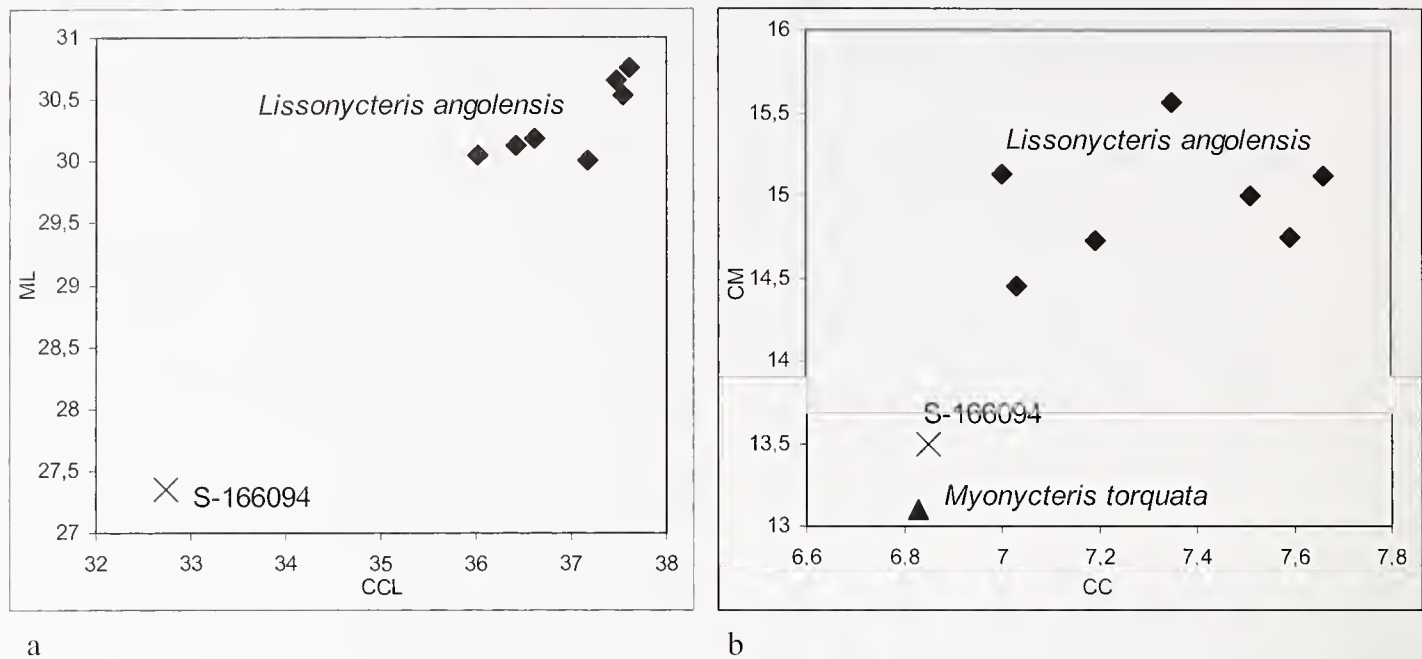 31
30,5
30
29,5
29
28,5
28
27,5
27
ML
Lissonycteris angolensis
S-166094
32 33 34 35 36 37 38
CCL
a
16
15,5
15
14,5
14
13,5
13
CM
Lissonycteris angolensis
S-166094
Myonycteris torquata
6,6 6,8 7 7,2 7,4 7,6 7,8
CC
b